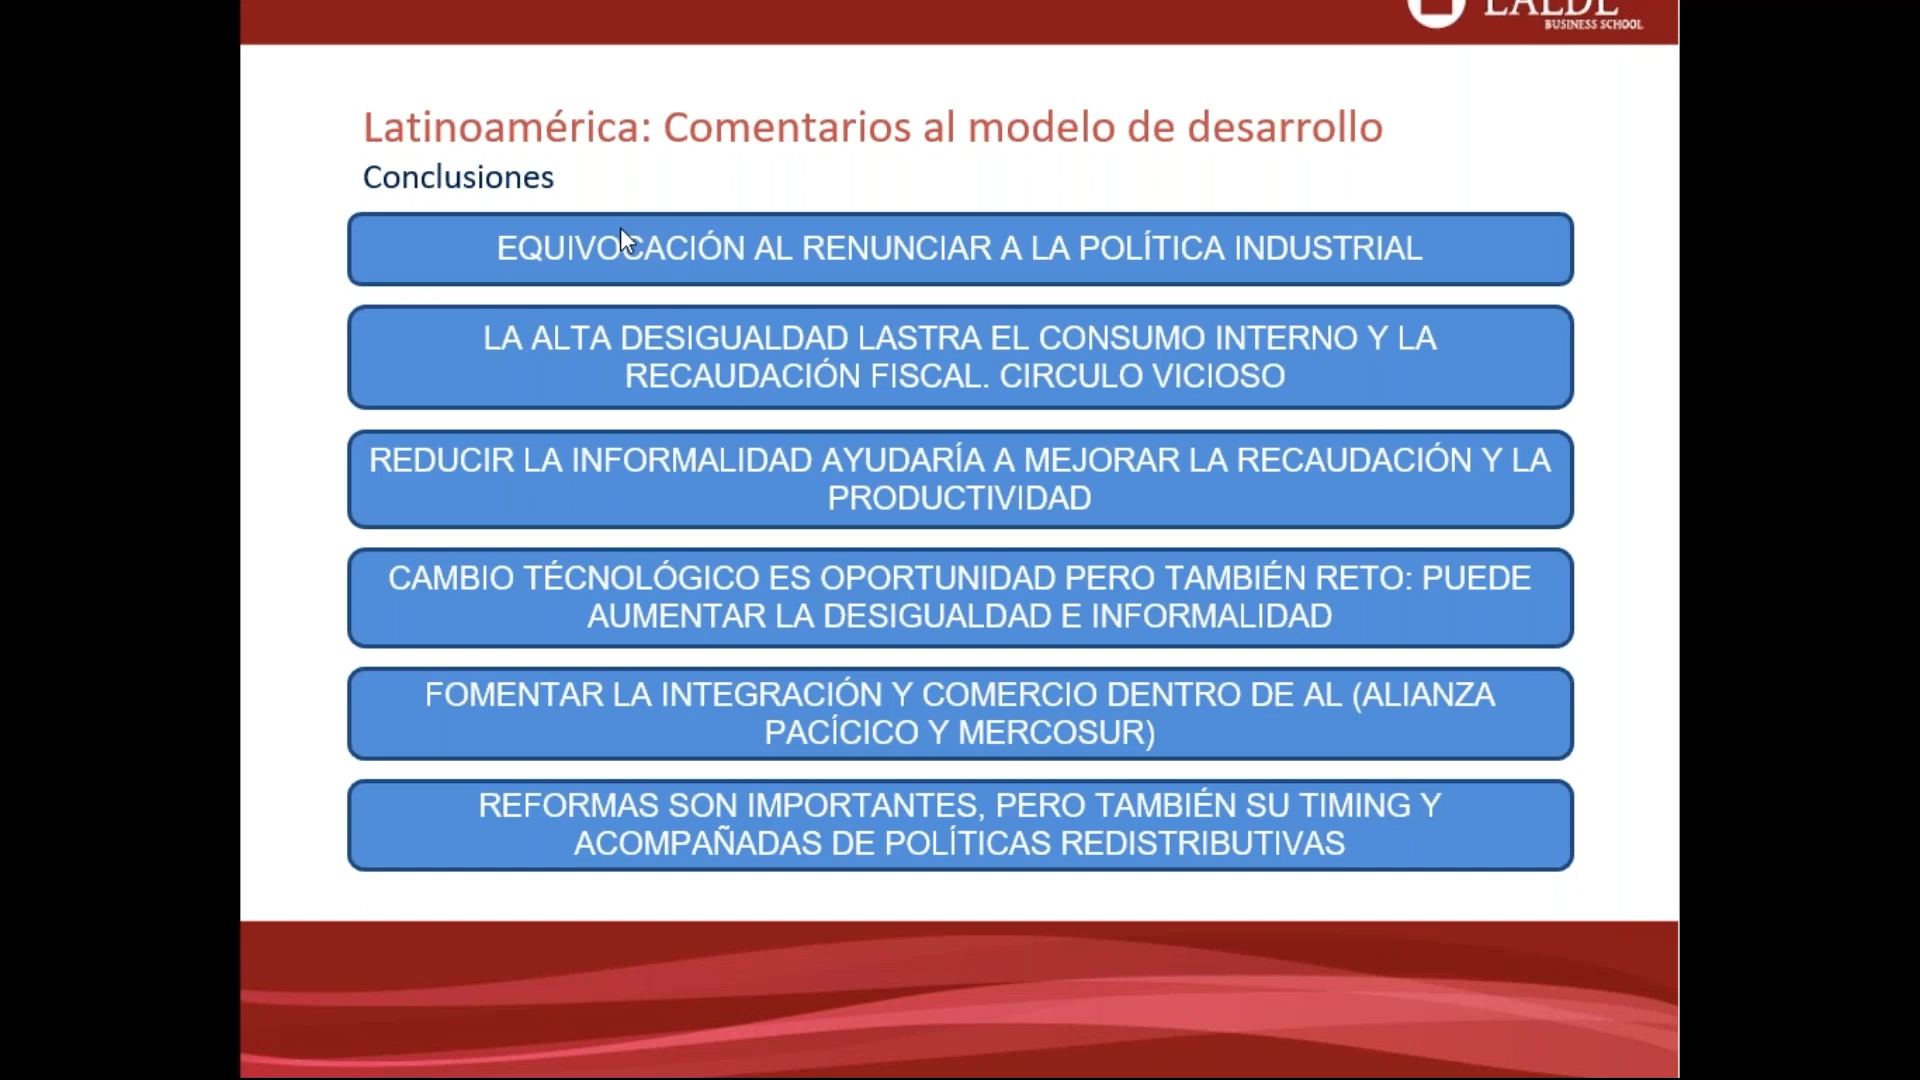 BUSINESS SCHOOL
Latinoamérica: Comentarios al modelo de desarrollo
Conclusiones
EQUIVOCACIÓN AL RENUNCIAR A LA POLÍTICA INDUSTRIAL
LA ALTA DESIGUALDAD LASTRA EL CONSUMO INTERNO Y LA
RECAUDACIÓN FISCAL. CIRCULO VICIOSO
REDUCIR LA INFORMALIDAD AYUDARÍA A MEJORAR LA RECAUDACIÓN Y LA
PRODUCTIVIDAD
CAMBIO TÉCNOLÓGICO ES OPORTUNIDAD PERO TAMBIÉN RETO: PUEDE
AUMENTAR LA DESIGUALDAD E INFORMALIDAD
FOMENTAR LA INTEGRACIÓN Y COMERCIO DENTRO DE AL (ALIANZA
PACÍCICO Y MERCOSUR)
REFORMAS SON IMPORTANTES, PERO TAMBIÉN SU TIMING Y
ACOMPAÑADAS DE POLÍTICAS REDISTRIBUTIVAS